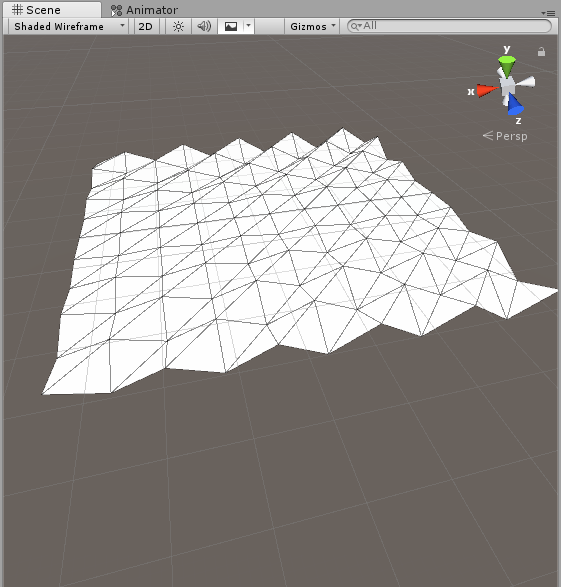 Scene Animator
Shaded Wireframe 2D Gizmos All
y
x
z
Persp